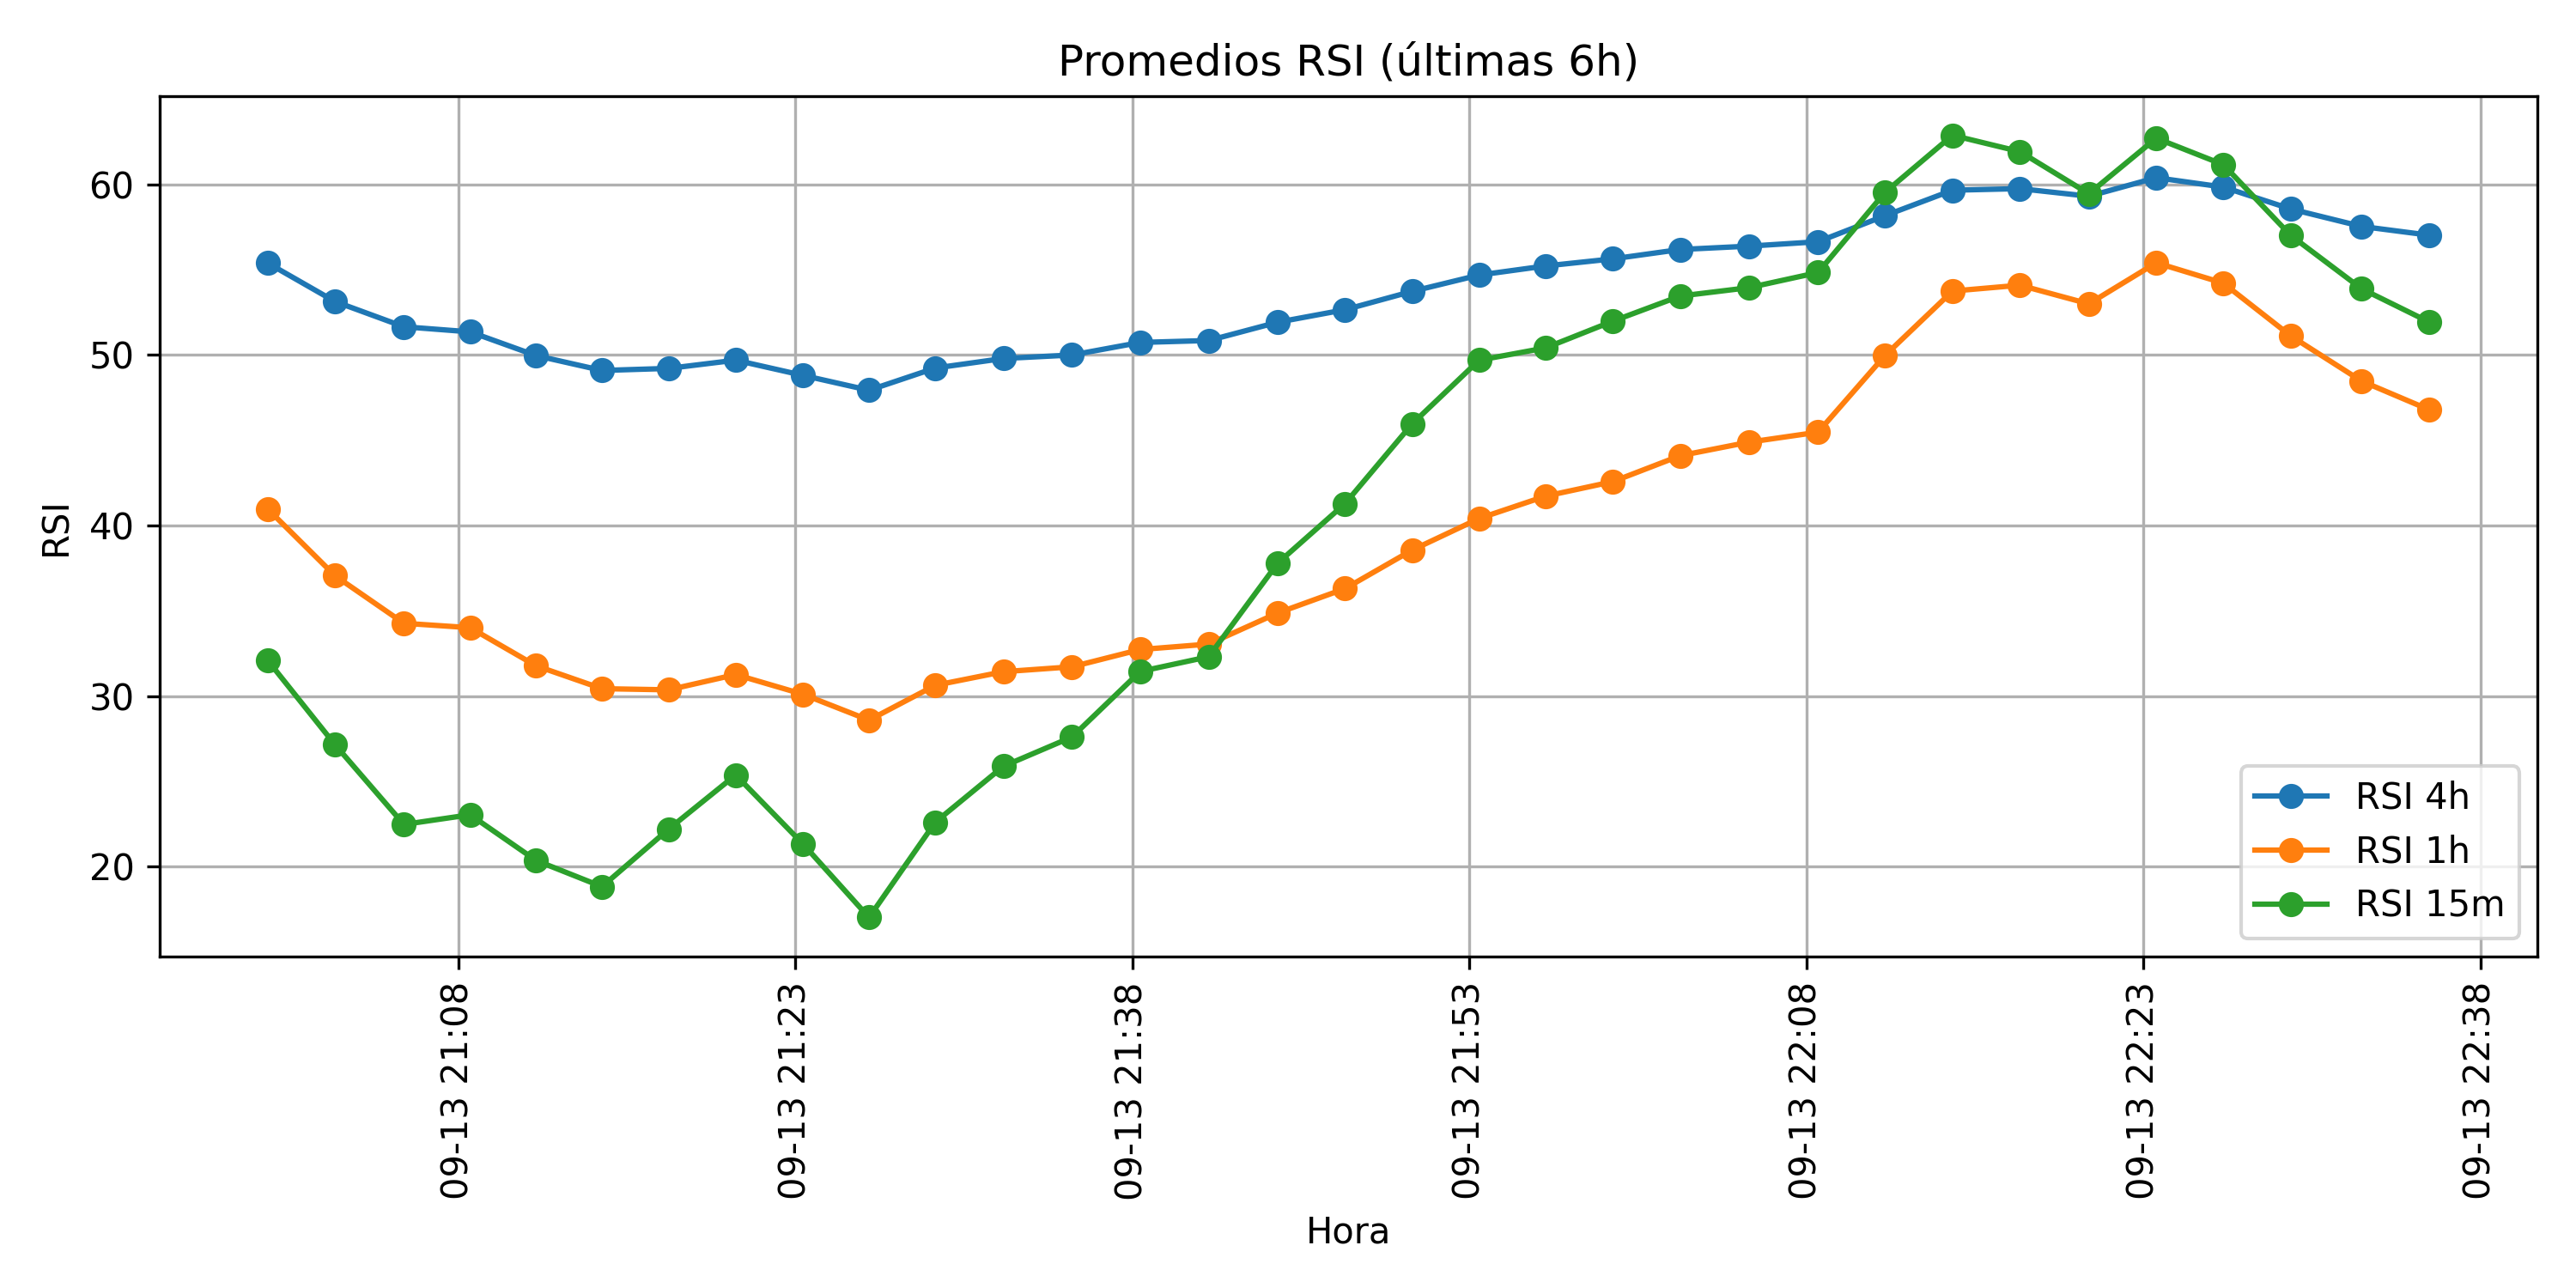 Promedios RSI (últimas 6h)
RSI
60
50
40
30
20
RSI 4h
RSI 1h
RSI 15m
09-13 21:08
09-13 21:23
09-13 21:38
09-13 21:53
09-13 22:08
09-13 22:23
09-13 22:38
Hora